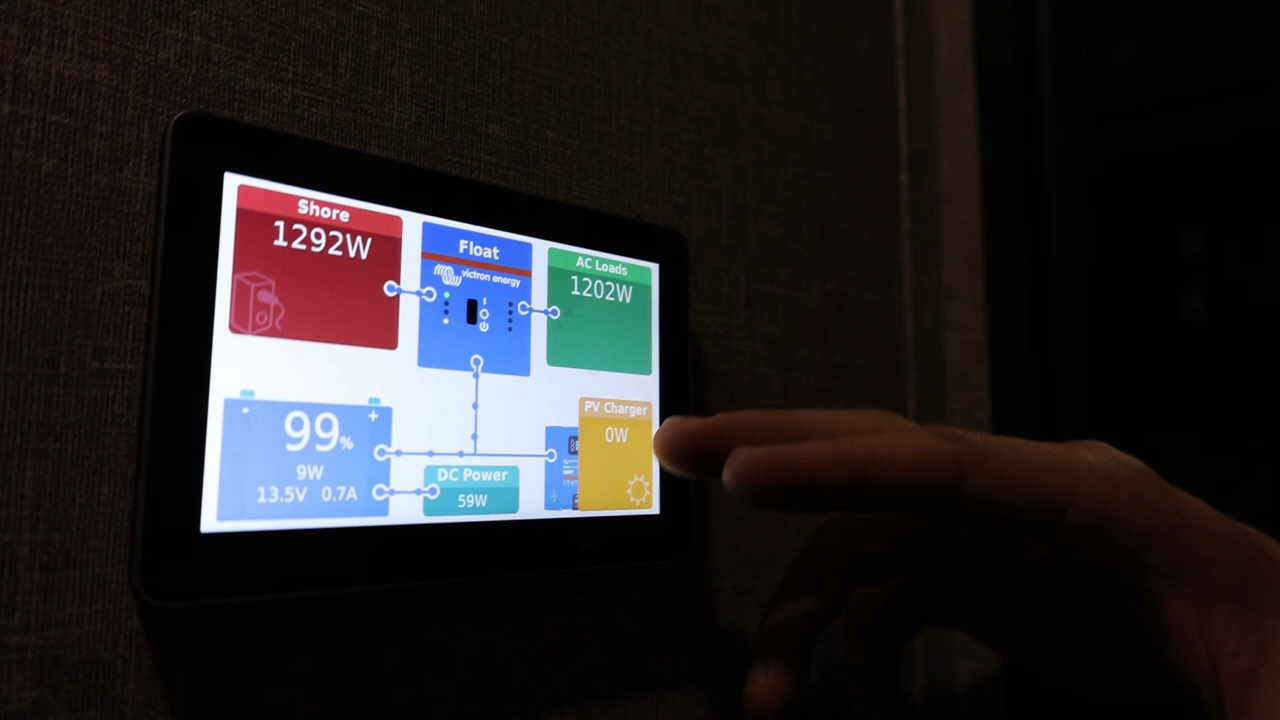 Shore
1292W
Float
victron energy
AC Loads
1202W
99%
9W
13.5V 0.7A
DC Power
59W
PV Charger
0W